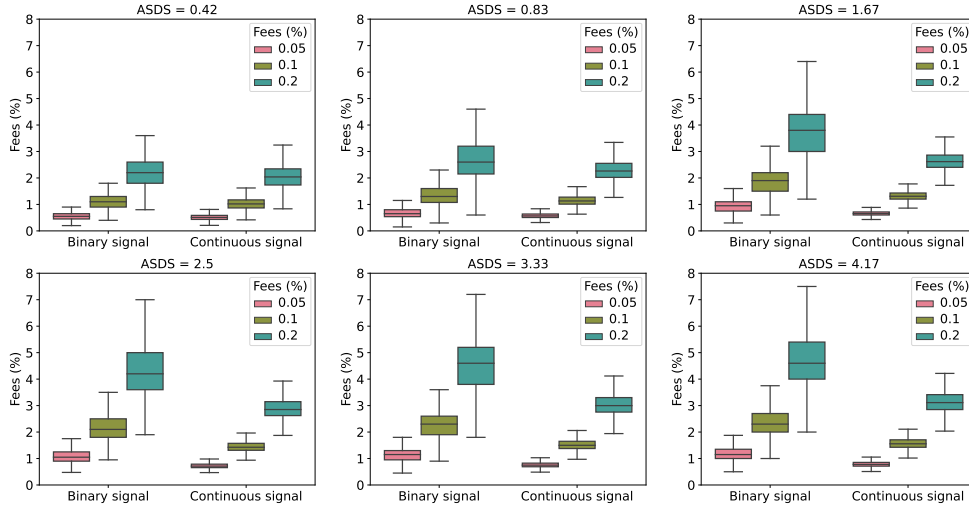 ASDS = 0.42
Fees (%)
8
7
6
5
4
3
2
1
0
Fees (%)
0.05
0.1
0.2
Binary signal
Continuous signal
ASDS = 0.83
Fees (%)
8
7
6
5
4
3
2
1
0
Fees (%)
0.05
0.1
0.2
Binary signal
Continuous signal
ASDS = 1.67
Fees (%)
8
7
6
5
4
3
2
1
0
Fees (%)
0.05
0.1
0.2
Binary signal
Continuous signal
ASDS = 2.5
Fees (%)
8
7
6
5
4
3
2
1
0
Fees (%)
0.05
0.1
0.2
Binary signal
Continuous signal
ASDS = 3.33
Fees (%)
8
7
6
5
4
3
2
1
0
Fees (%)
0.05
0.1
0.2
Binary signal
Continuous signal
ASDS = 4.17
Fees (%)
8
7
6
5
4
3
2
1
0
Fees (%)
0.05
0.1
0.2
Binary signal
Continuous signal